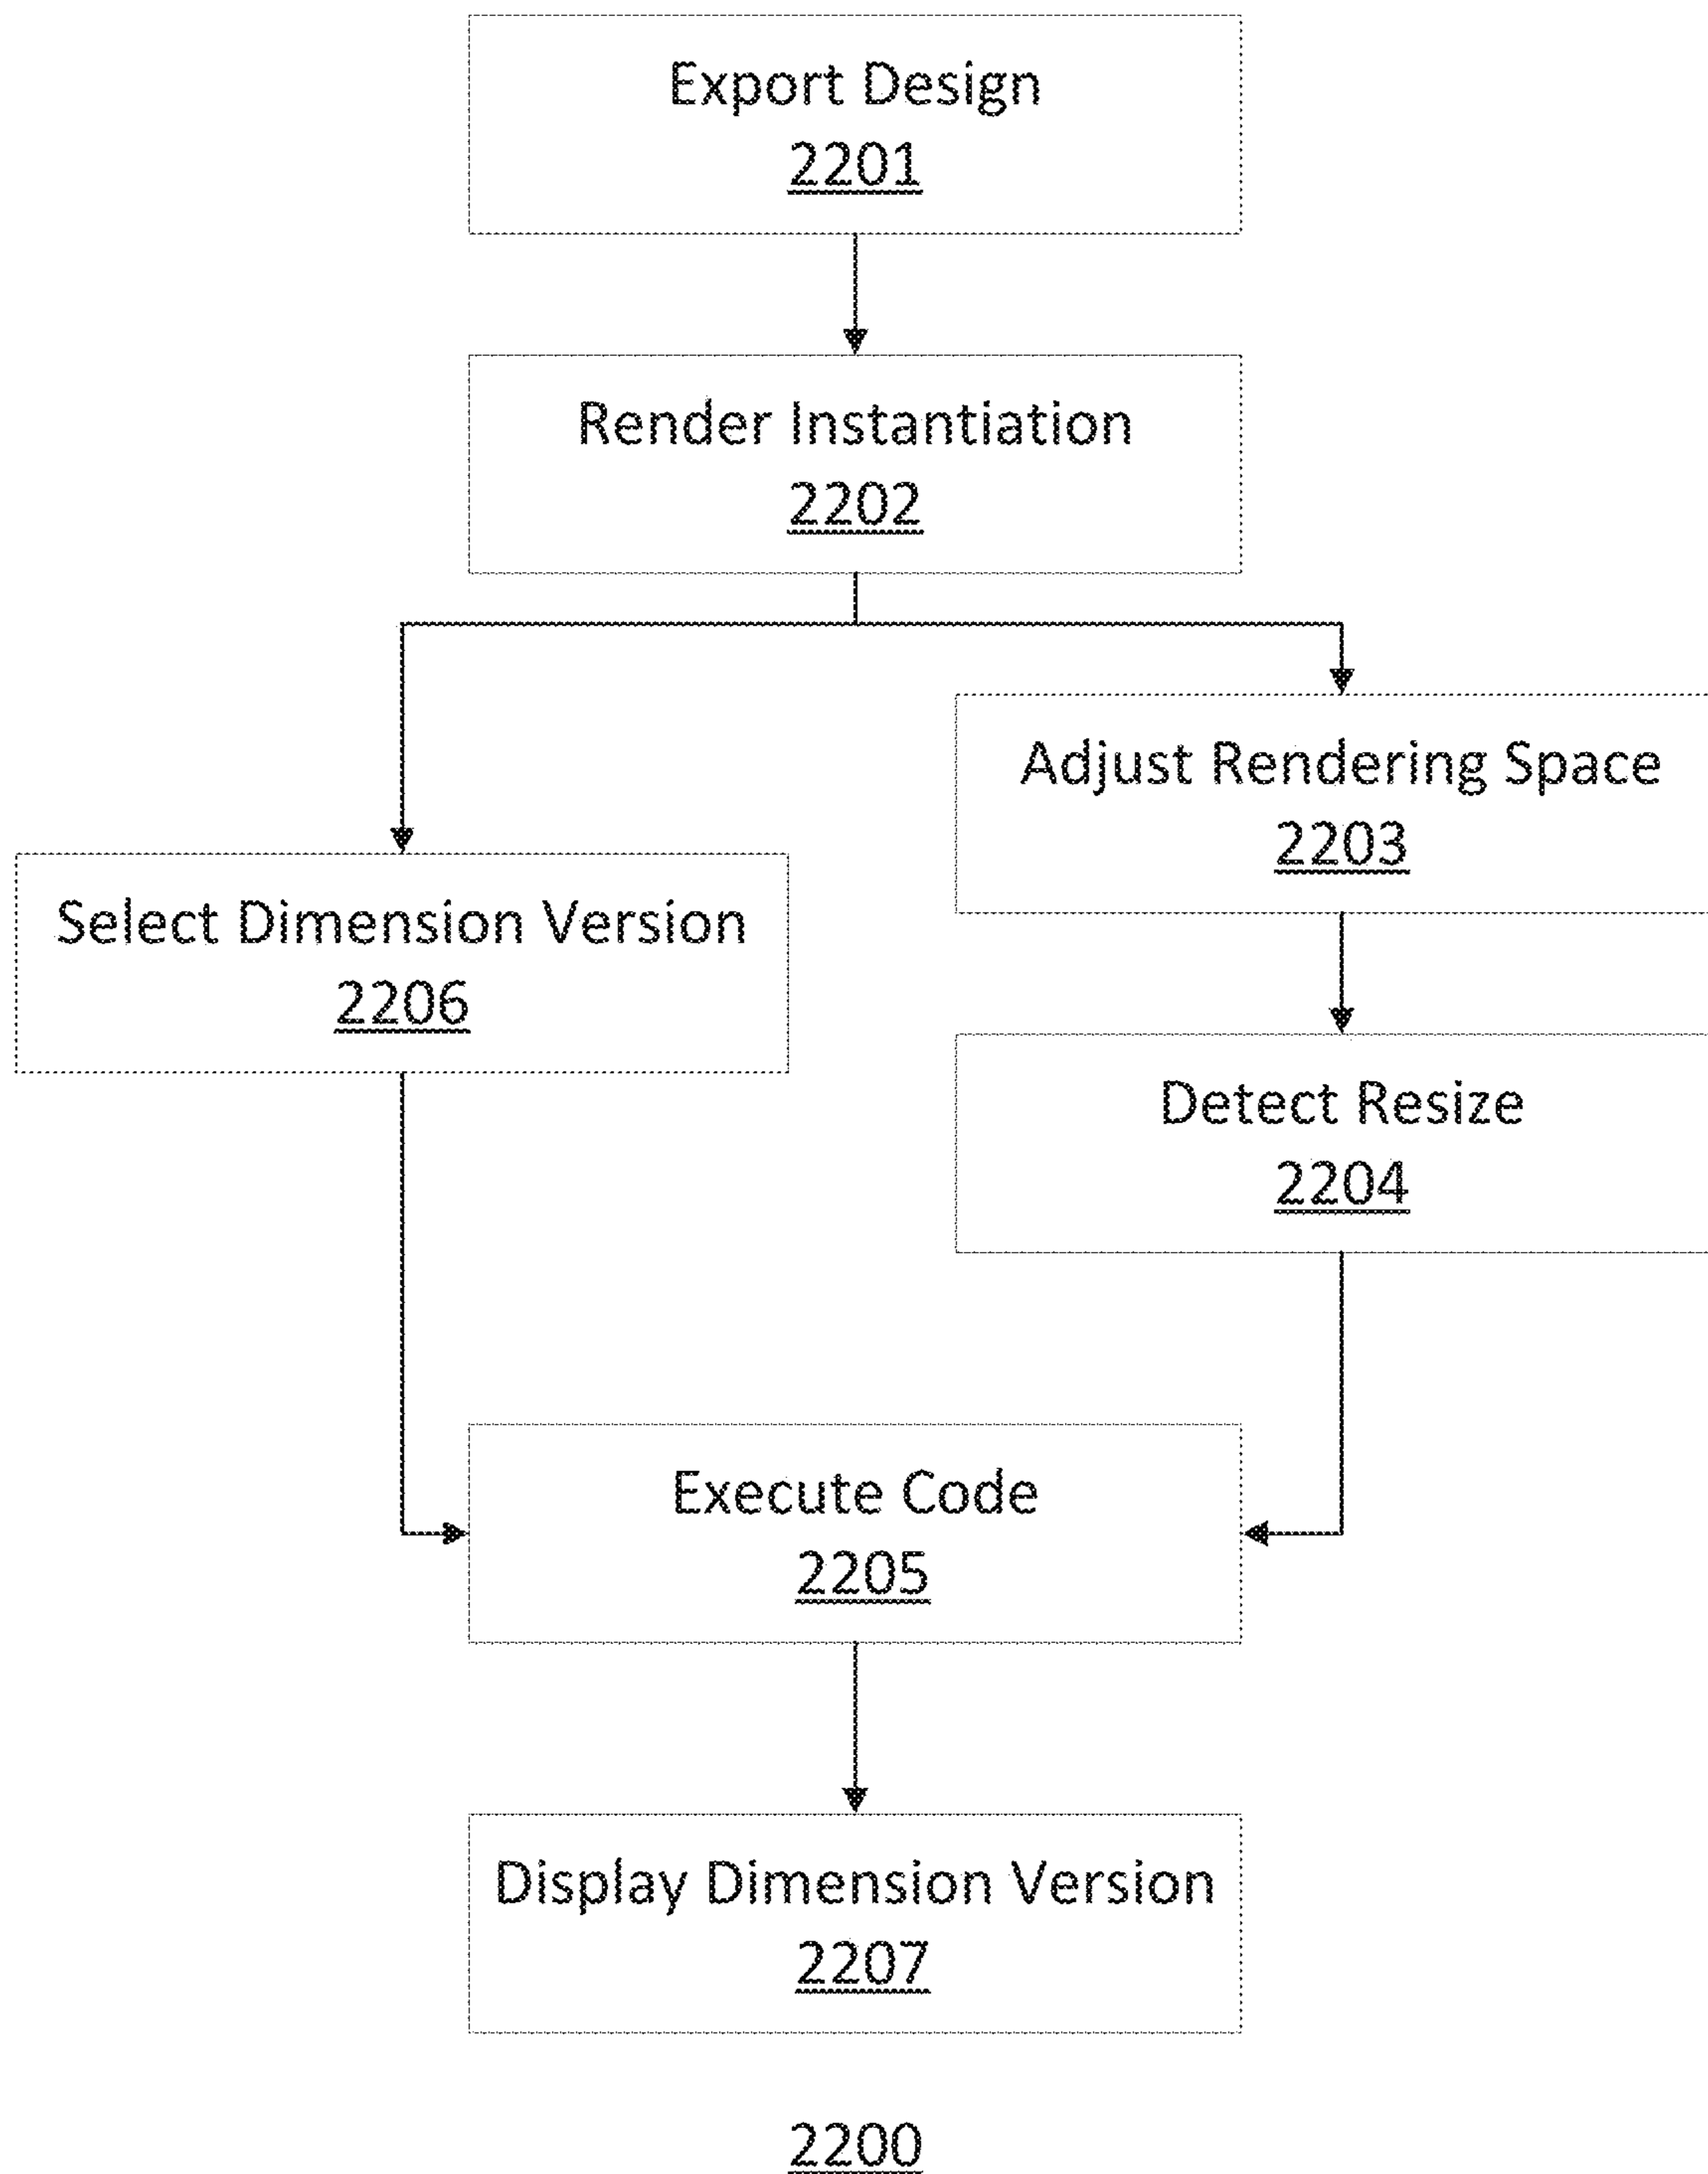 Export Design
2201
Render Instantiation
2202
Adjust Rendering Space
2203
Select Dimension Version
2206
Detect Resize
2204
Execute Code
2205
Display Dimension Version
2207
2200